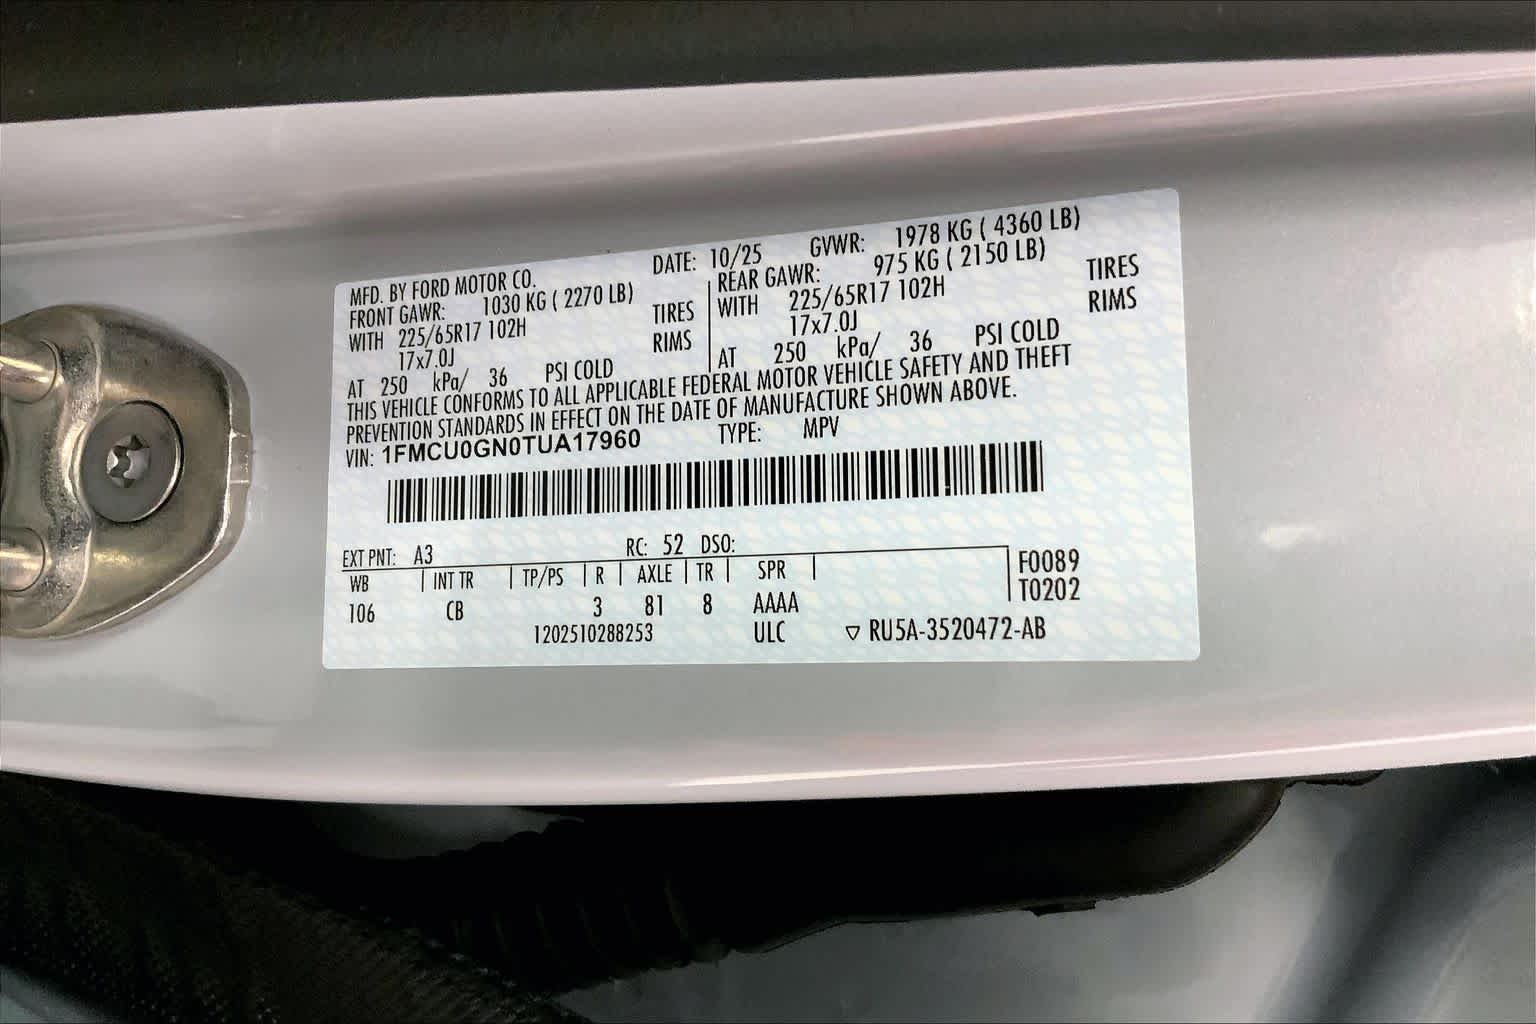 MFD. BY FORD MOTOR CO. DATE: 10/25 GVWR: 1978 KG ( 4360 LB)
FRONT GAWR: 1030 KG ( 2270 LB) REAR GAWR: 975 KG ( 2150 LB)
WITH 225/65R17 102H TIRES WITH 225/65R17 102H TIRES
17x7.0J RIMS 17x7.0J RIMS
AT 250 kPa/ 36 PSI COLD AT 250 kPa/ 36 PSI COLD
THIS VEHICLE CONFORMS TO ALL APPLICABLE FEDERAL MOTOR VEHICLE SAFETY AND THEFT
PREVENTION STANDARDS IN EFFECT ON THE DATE OF MANUFACTURE SHOWN ABOVE.
VIN: 1FMCU0GN0TUA17960 TYPE: MPV
EXT PNT: A3 RC: 52 DSO:
WB INT TR TP/PS R AXLE TR SPR F0089
106 CB 3 81 8 AAAA T0202
1202510288253 ULC ▽ RU5A-3520472-AB